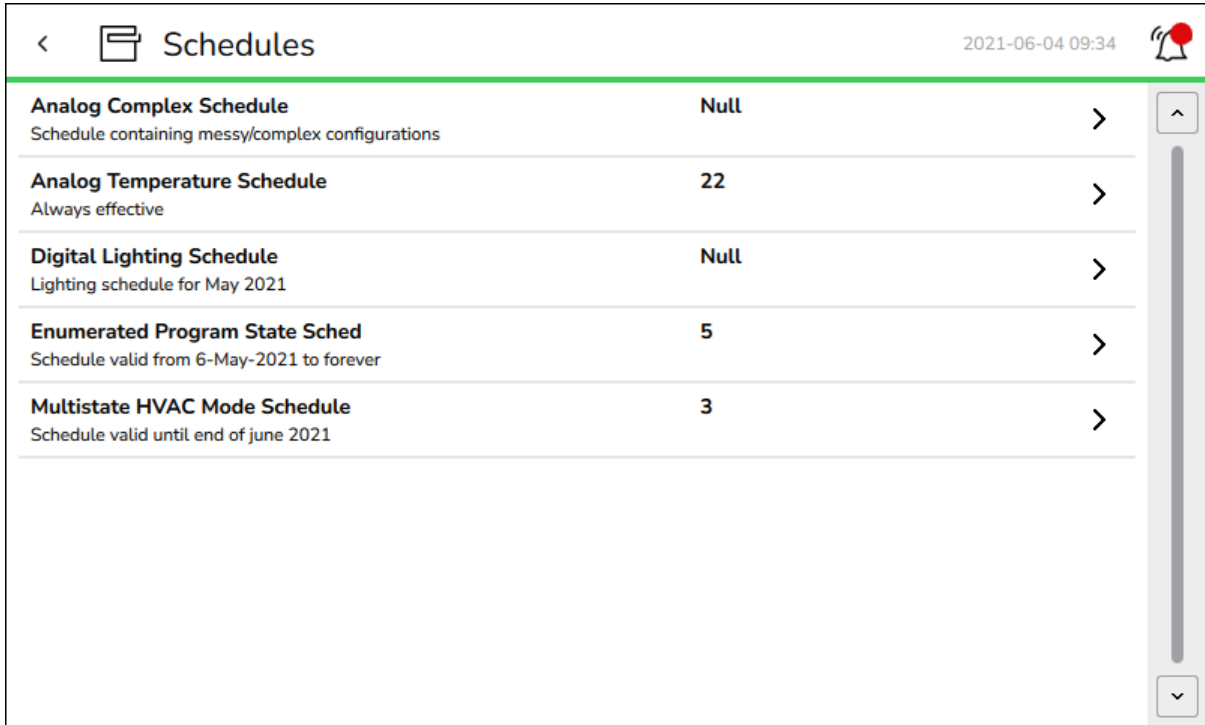 Schedules
2021-06-04 09:34
Analog Complex Schedule
Null
Schedule containing messy/complex configurations
Analog Temperature Schedule
22
Always effective
Digital Lighting Schedule
Null
Lighting schedule for May 2021
Enumerated Program State Sched
5
Schedule valid from 6-May-2021 to forever
Multistate HVAC Mode Schedule
3
Schedule valid until end of june 2021